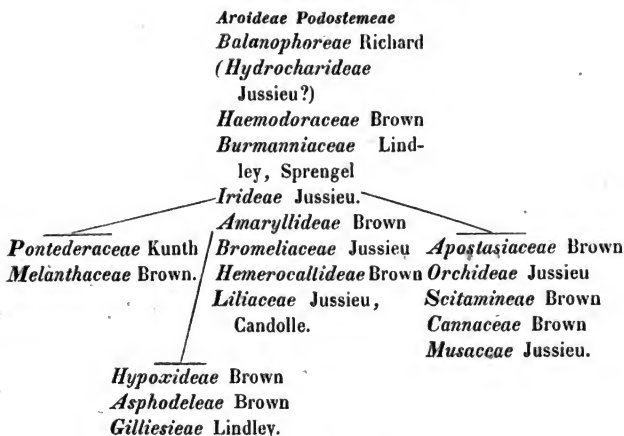 Aroideae Podostemeae
Balanophoreae Richard
(Hydrocharideae
Jussieu?)
Haemodoraceae Brown
Burmanniaceae Lind-
ley, Sprengel
Irideae Jussieu.
Amaryllideae Brown
Pontederaceae Kunth
Melanthaceae Brown.
Bromeliaceae Jussieu
Hemerocallideae Brown
Liliaceae Jussieu,
Candolle.
Apostasiaceae Brown
Orchideae Jussieu
Scitamineae Brown
Cannaceae Brown
Musaceae Jussieu.
Hypoxideae Brown
Asphodeleae Brown
Gilliesieae Lindley.